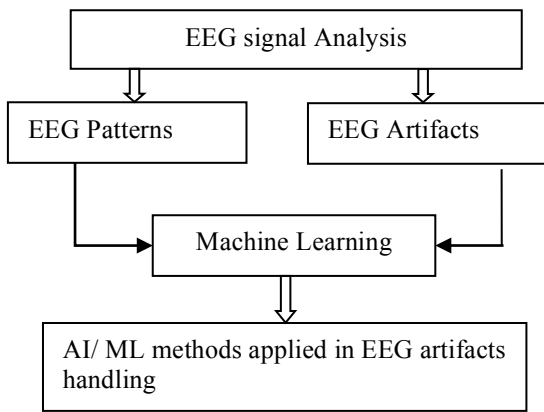 EEG signal Analysis
EEG Patterns
EEG Artifacts
Machine Learning
AI/ ML methods applied in EEG artifacts
handling